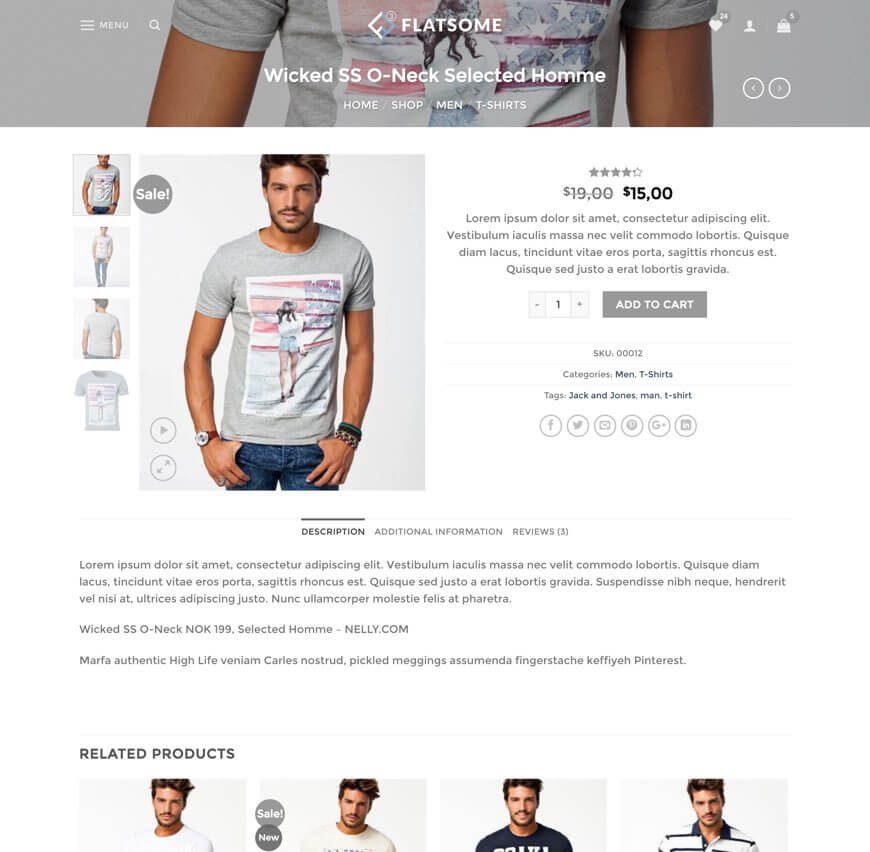 MENU
3
FLATSOME
24
5
Wicked SS O-Neck Selected Homme
HOME / SHOP / MEN / T-SHIRTS
Sale!
$19,00 $15,00
Lorem ipsum dolor sit amet, consectetur adipiscing elit.
Vestibulum iaculis massa nec velit commodo lobortis. Quisque
diam lacus, tincidunt vitae eros porta, sagittis rhoncus est.
Quisque sed justo a erat lobortis gravida.
- 1 + ADD TO CART
SKU: 00012
Categories: Men, T-Shirts
Tags: Jack and Jones, man, t-shirt
DESCRIPTION ADDITIONAL INFORMATION REVIEWS (3)
Lorem ipsum dolor sit amet, consectetur adipiscing elit. Vestibulum iaculis massa nec velit commodo lobortis. Quisque diam
lacus, tincidunt vitae eros porta, sagittis rhoncus est. Quisque sed justo a erat lobortis gravida. Suspendisse nibh neque, hendrerit
vel nisi at, ultrices adipiscing justo. Nunc ullamcorper molestie felis at pharetra.
Wicked SS O-Neck NOK 199, Selected Homme – NELLY.COM
Marfa authentic High Life veniam Carles nostrud, pickled meggings assumenda fingerstache keffiyeh Pinterest.
RELATED PRODUCTS
Sale!
New